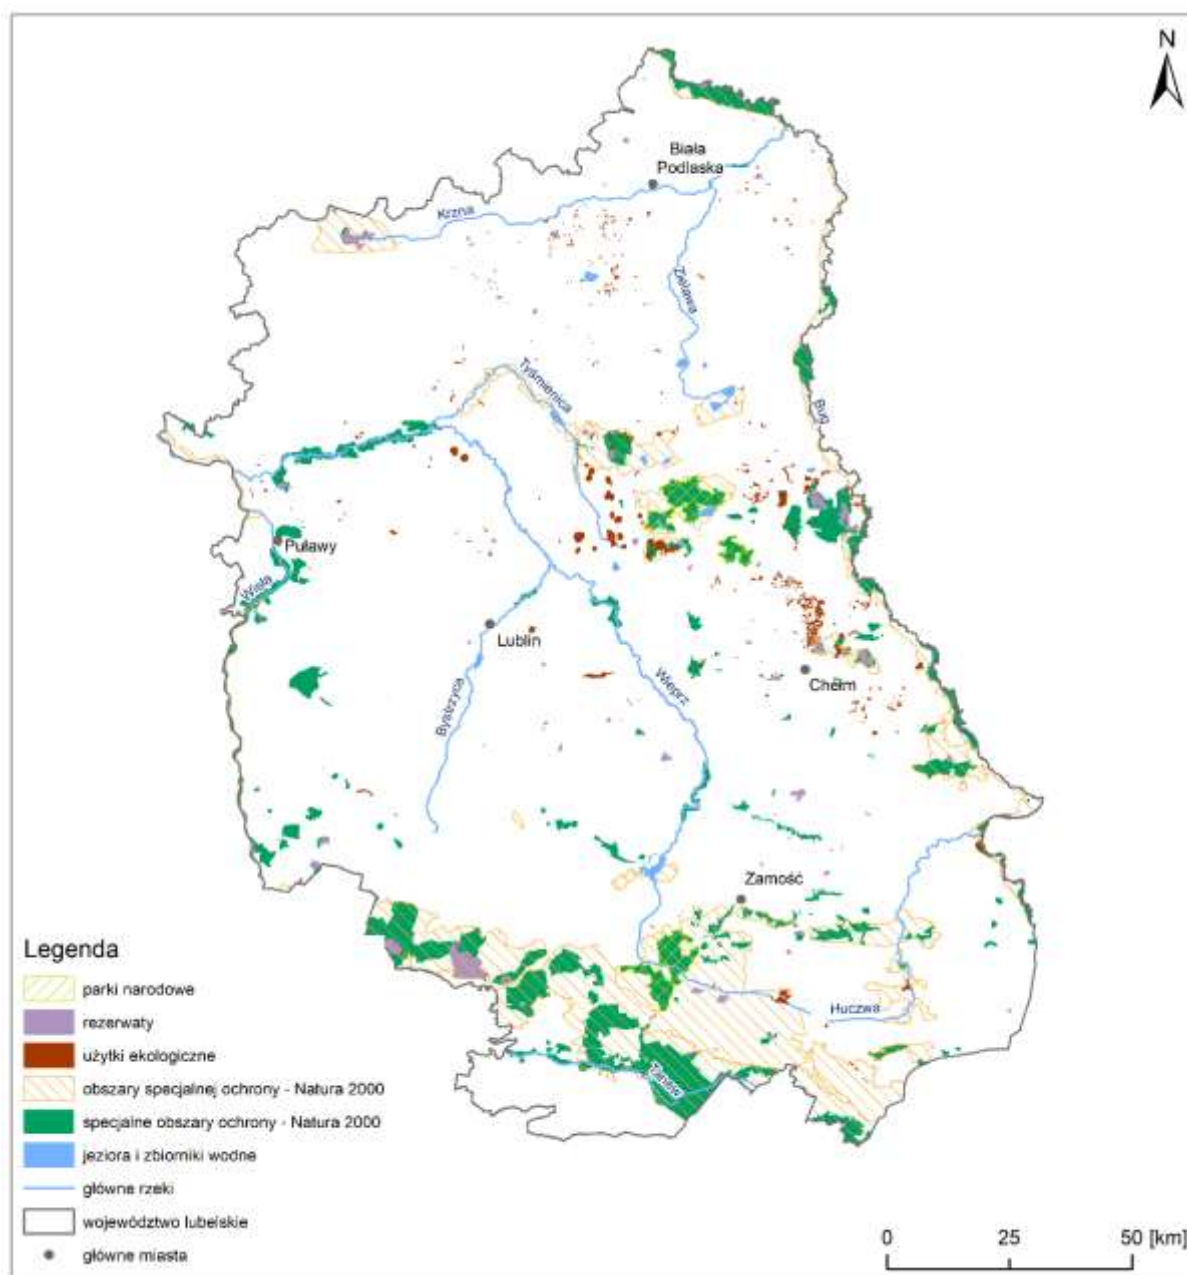 N
Biała
Podlaska
Krzna
Zielawa
Tyśmienica
Bug
Puławy
Wisła
Lublin
Wieprz
Bystrzyca
Chełm
Zamość
Huczwa
Tanew
Legenda
parki narodowe
rezerwaty
użytki ekologiczne
obszary specjalnej ochrony - Natura 2000
specjalne obszary ochrony - Natura 2000
jeziora i zbiorniki wodne
główne rzeki
województwo lubelskie
główne miasta
0 25 50 [km]